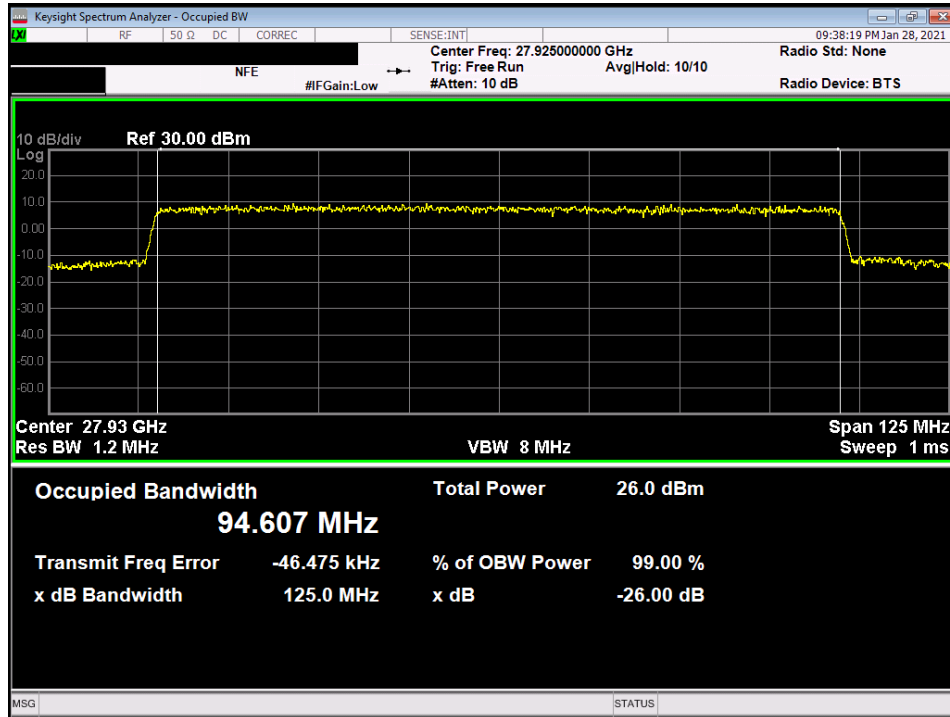 Keysight Spectrum Analyzer - Occupied BW
LXI RF 50 Ω DC CORREC SENSE:INT 09:38:19 PM Jan 28, 2021
Center Freq: 27.925000000 GHz Radio Std: None
NFE Trig: Free Run Avg|Hold: 10/10
#IFGain:Low #Atten: 10 dB Radio Device: BTS
10 dB/div Ref 30.00 dBm
Log
20.0
10.0
0.00
-10.0
-20.0
-30.0
-40.0
-50.0
-60.0
Center 27.93 GHz Span 125 MHz
Res BW 1.2 MHz VBW 8 MHz Sweep 1 ms
Occupied Bandwidth Total Power 26.0 dBm
94.607 MHz
Transmit Freq Error -46.475 kHz % of OBW Power 99.00 %
x dB Bandwidth 125.0 MHz x dB -26.00 dB
MSG STATUS